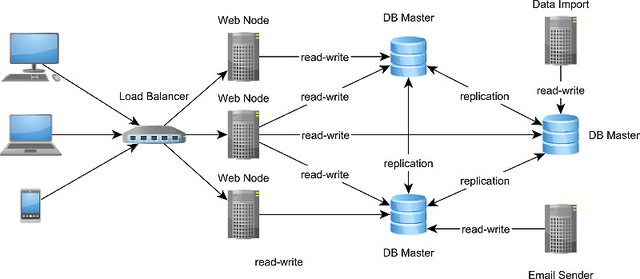 Web Node
DB Master
Data Import
read-write
Load Balancer
read-write
replication
read-write
Web Node
read-write
DB Master
replication
Web Node
read-write
replication
read-write
DB Master
read-write
Email Sender